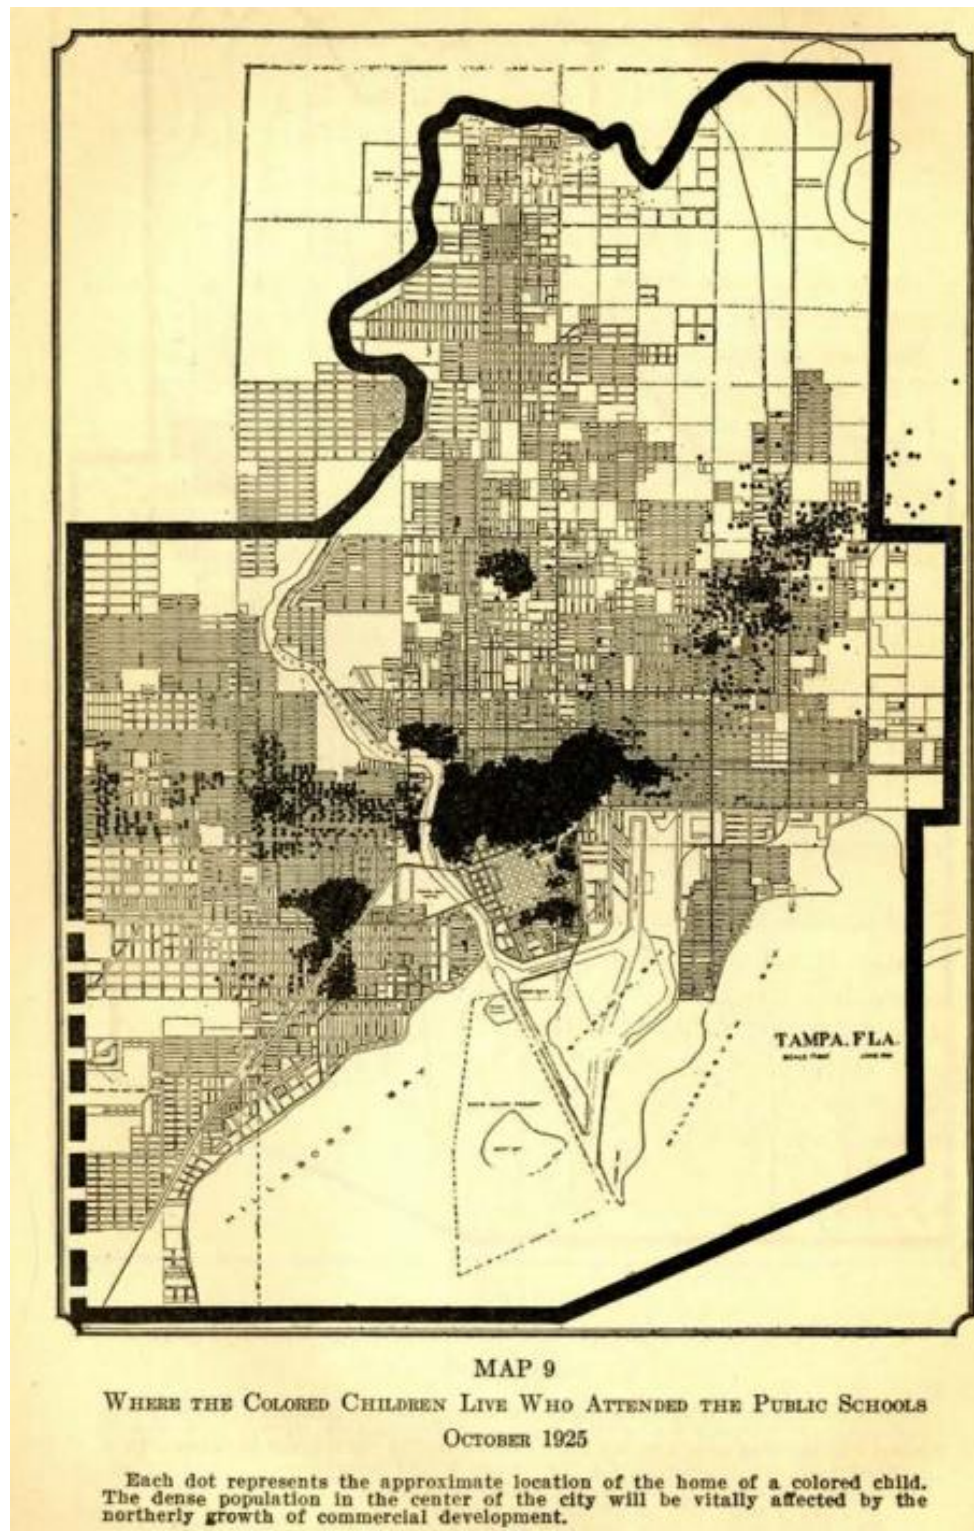 TAMPA. FLA.
HILLSBORO BAY
MAP 9
WHERE THE COLORED CHILDREN LIVE WHO ATTENDED THE PUBLIC SCHOOLS
OCTOBER 1925
Each dot represents the approximate location of the home of a colored child.
The dense population in the center of the city will be vitally affected by the
northerly growth of commercial development.